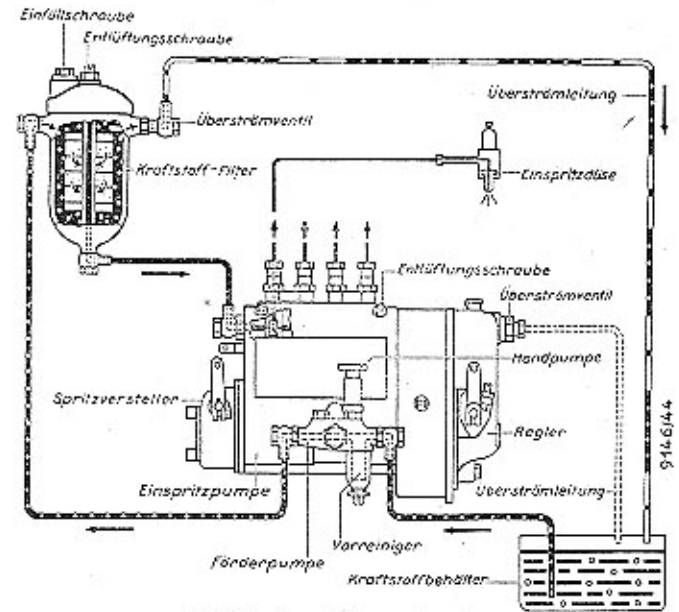 Einfüllschraube
Entlüftungsschraube
Überströmleitung
Überströmventil
Kraftstoff-Filter
Einspritzdüse
Entlüftungsschraube
Überströmventil
Handpumpe
Spritzversteller
Regler
9146/44
Einspritzpumpe
Überströmleitung
Vorreiniger
Förderpumpe
Kraftstoffbehälter